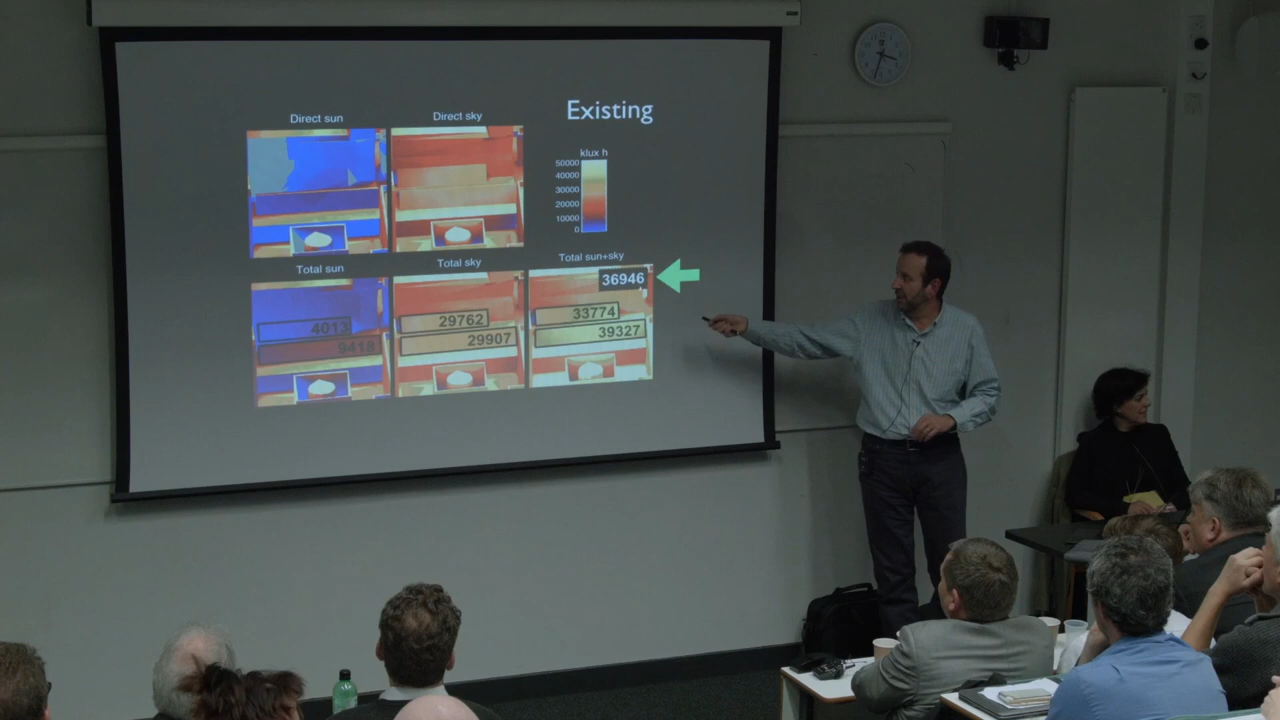 Existing
Direct sun
Direct sky
klux h
50000
40000
30000
20000
10000
0
Total sun
Total sky
Total sun+sky
36946
4013
9418
29762
29907
33774
39327